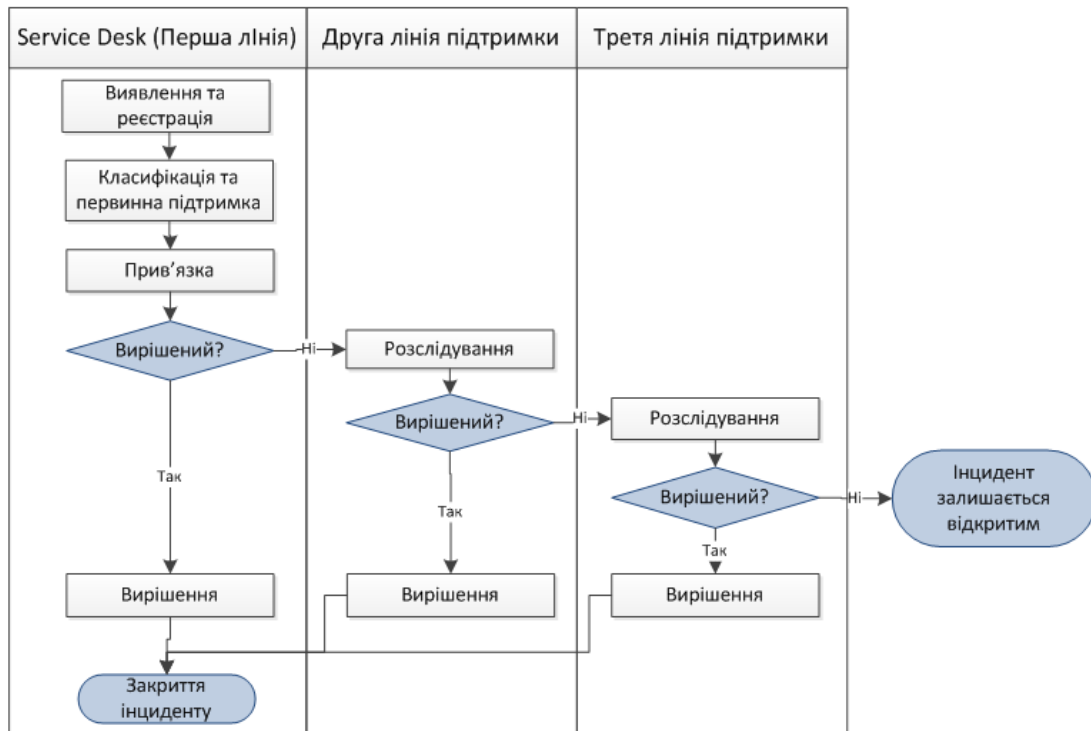 Service Desk (Перша лІнія)
Друга лінія підтримки
Третя лінія підтримки
Виявлення та
реєстрація
Класифікація та
первинна підтримка
Прив’язка
Вирішений?
Ні
Розслідування
Вирішений?
Ні
Розслідування
Вирішений?
Ні
Інцидент
залишається
відкритим
Так
Так
Так
Вирішення
Вирішення
Вирішення
Закриття
інциденту